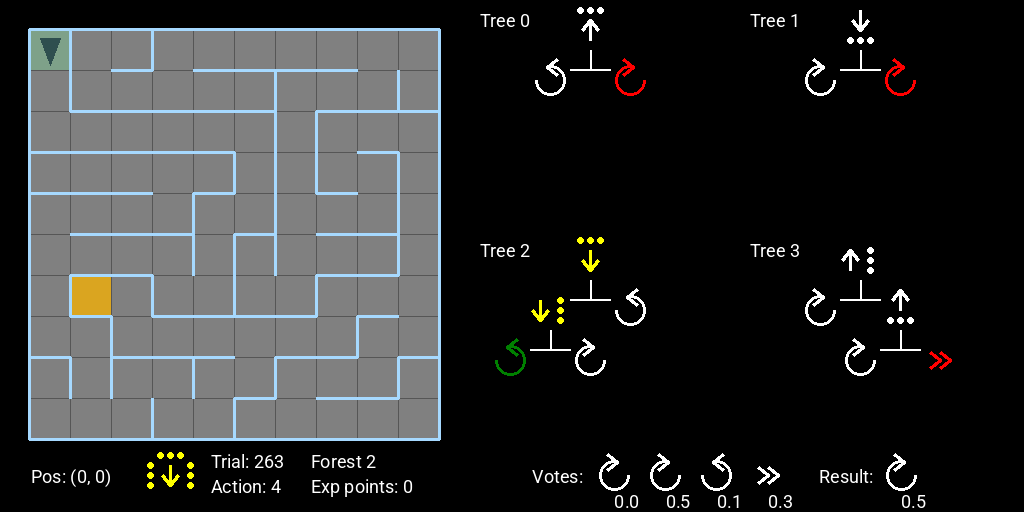 Tree 0
Tree 1
Tree 2
Tree 3
Pos: (0, 0)
Trial: 263
Forest 2
Action: 4
Exp points: 0
Votes:
0.0
0.5
0.1
0.3
Result:
0.5